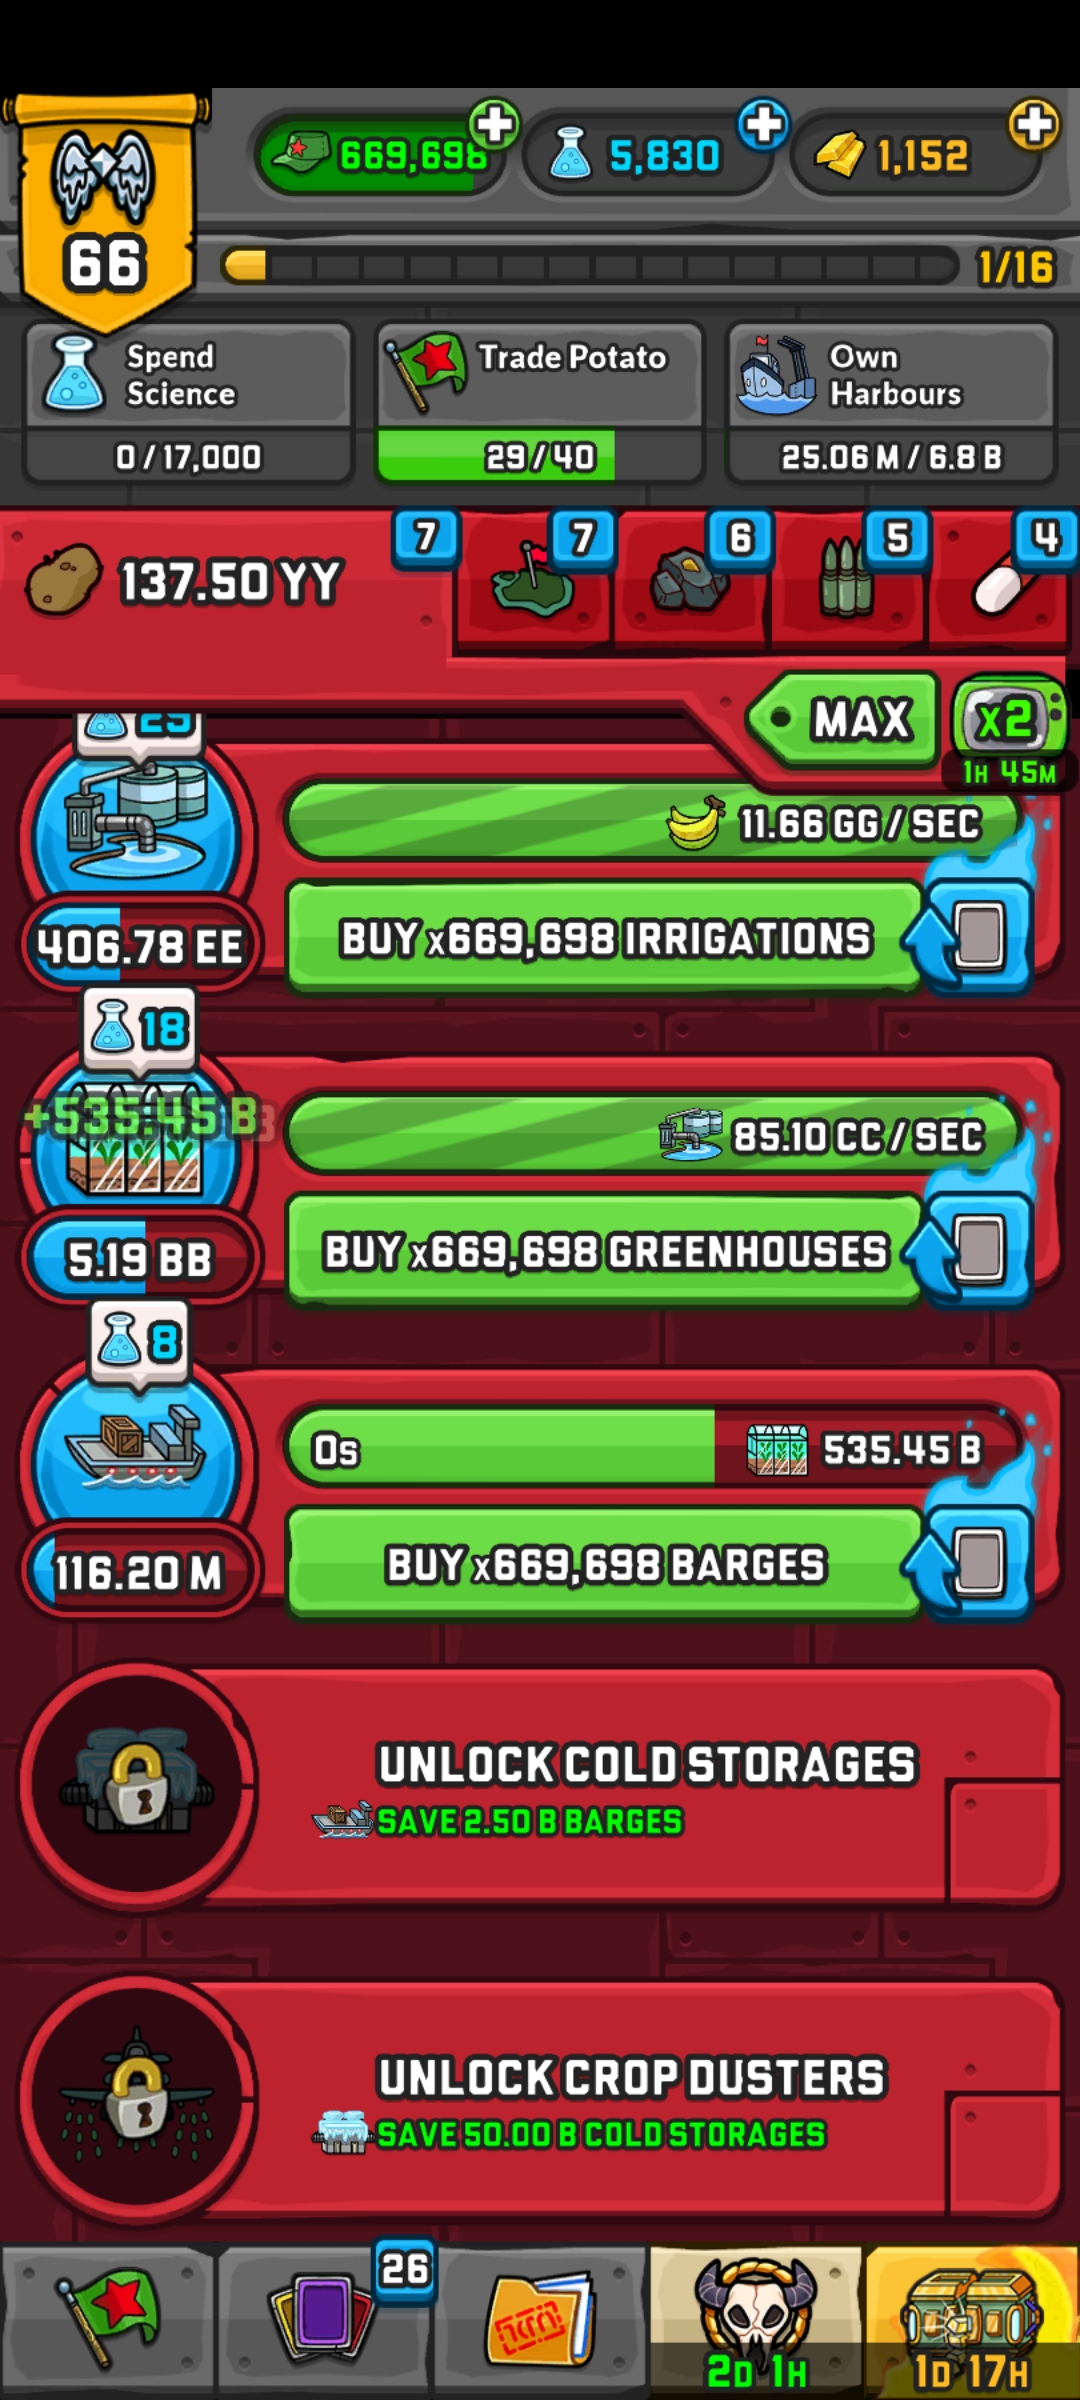 669,698
5,830
1,152
66
1/16
Spend
Science
0 / 17,000
Trade Potato
29 / 40
Own
Harbours
25.06 M / 6.8 B
137.50 YY
7
7
6
5
4
MAX
x2
1H 45M
25
11.66 GG / SEC
406.78 EE
BUY x669,698 IRRIGATIONS
18
+535.45 B
85.10 CC / SEC
5.19 BB
BUY x669,698 GREENHOUSES
8
0s
535.45 B
116.20 M
BUY x669,698 BARGES
UNLOCK COLD STORAGES
SAVE 2.50 B BARGES
UNLOCK CROP DUSTERS
SAVE 50.00 B COLD STORAGES
26
2D 1H
1D 17H